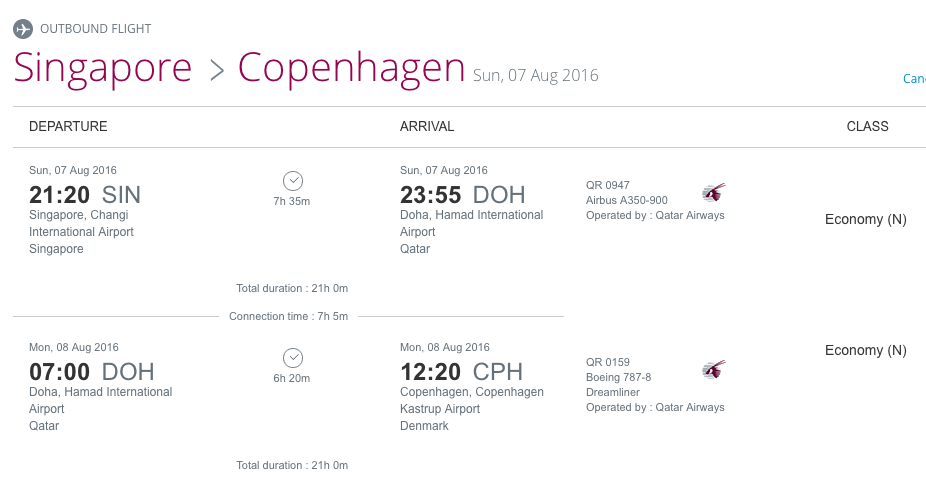 OUTBOUND FLIGHT
Singapore > Copenhagen Sun, 07 Aug 2016
DEPARTURE ARRIVAL CLASS
Sun, 07 Aug 2016
21:20 SIN
Singapore, Changi
International Airport
Singapore
7h 35m
Sun, 07 Aug 2016
23:55 DOH
Doha, Hamad International
Airport
Qatar
QR 0947
Airbus A350-900
Operated by : Qatar Airways
Economy (N)
Total duration : 21h 0m
Connection time : 7h 5m
Mon, 08 Aug 2016
07:00 DOH
Doha, Hamad International
Airport
Qatar
6h 20m
Mon, 08 Aug 2016
12:20 CPH
Copenhagen, Copenhagen
Kastrup Airport
Denmark
QR 0159
Boeing 787-8
Dreamliner
Operated by : Qatar Airways
Economy (N)
Total duration : 21h 0m